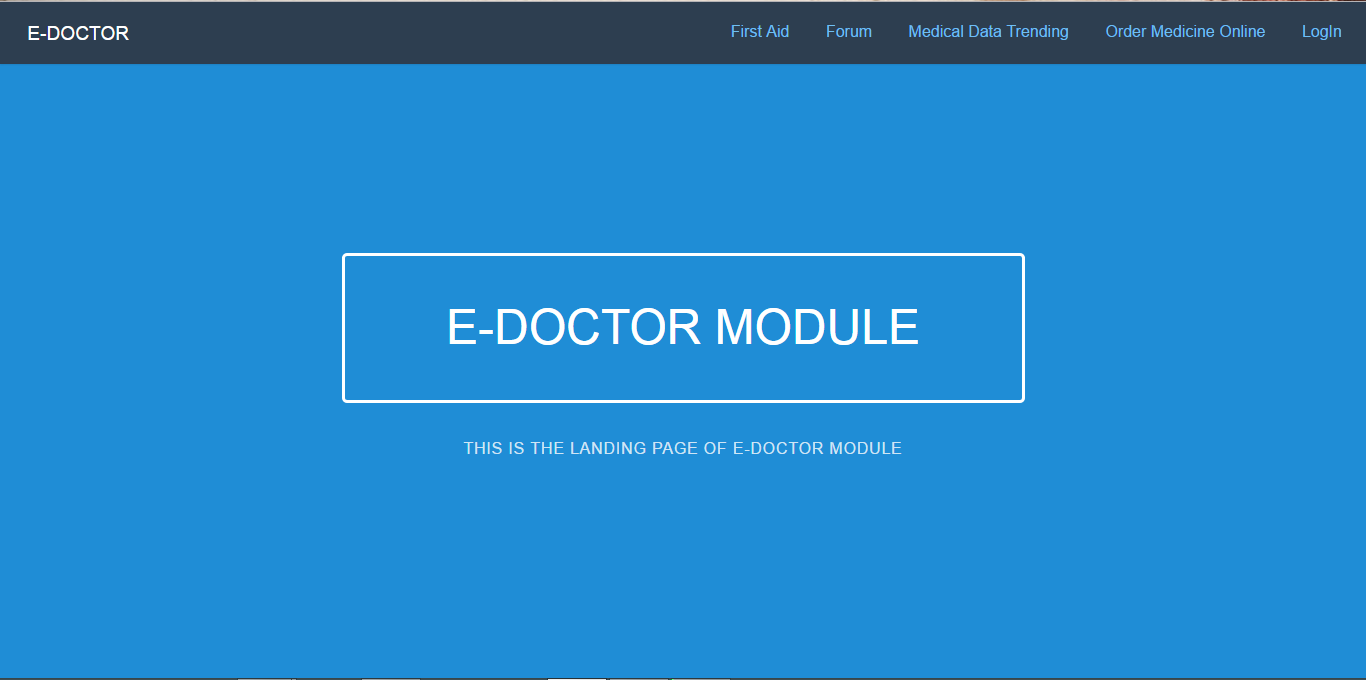 E-DOCTOR
First Aid Forum Medical Data Trending Order Medicine Online LogIn
E-DOCTOR MODULE
THIS IS THE LANDING PAGE OF E-DOCTOR MODULE